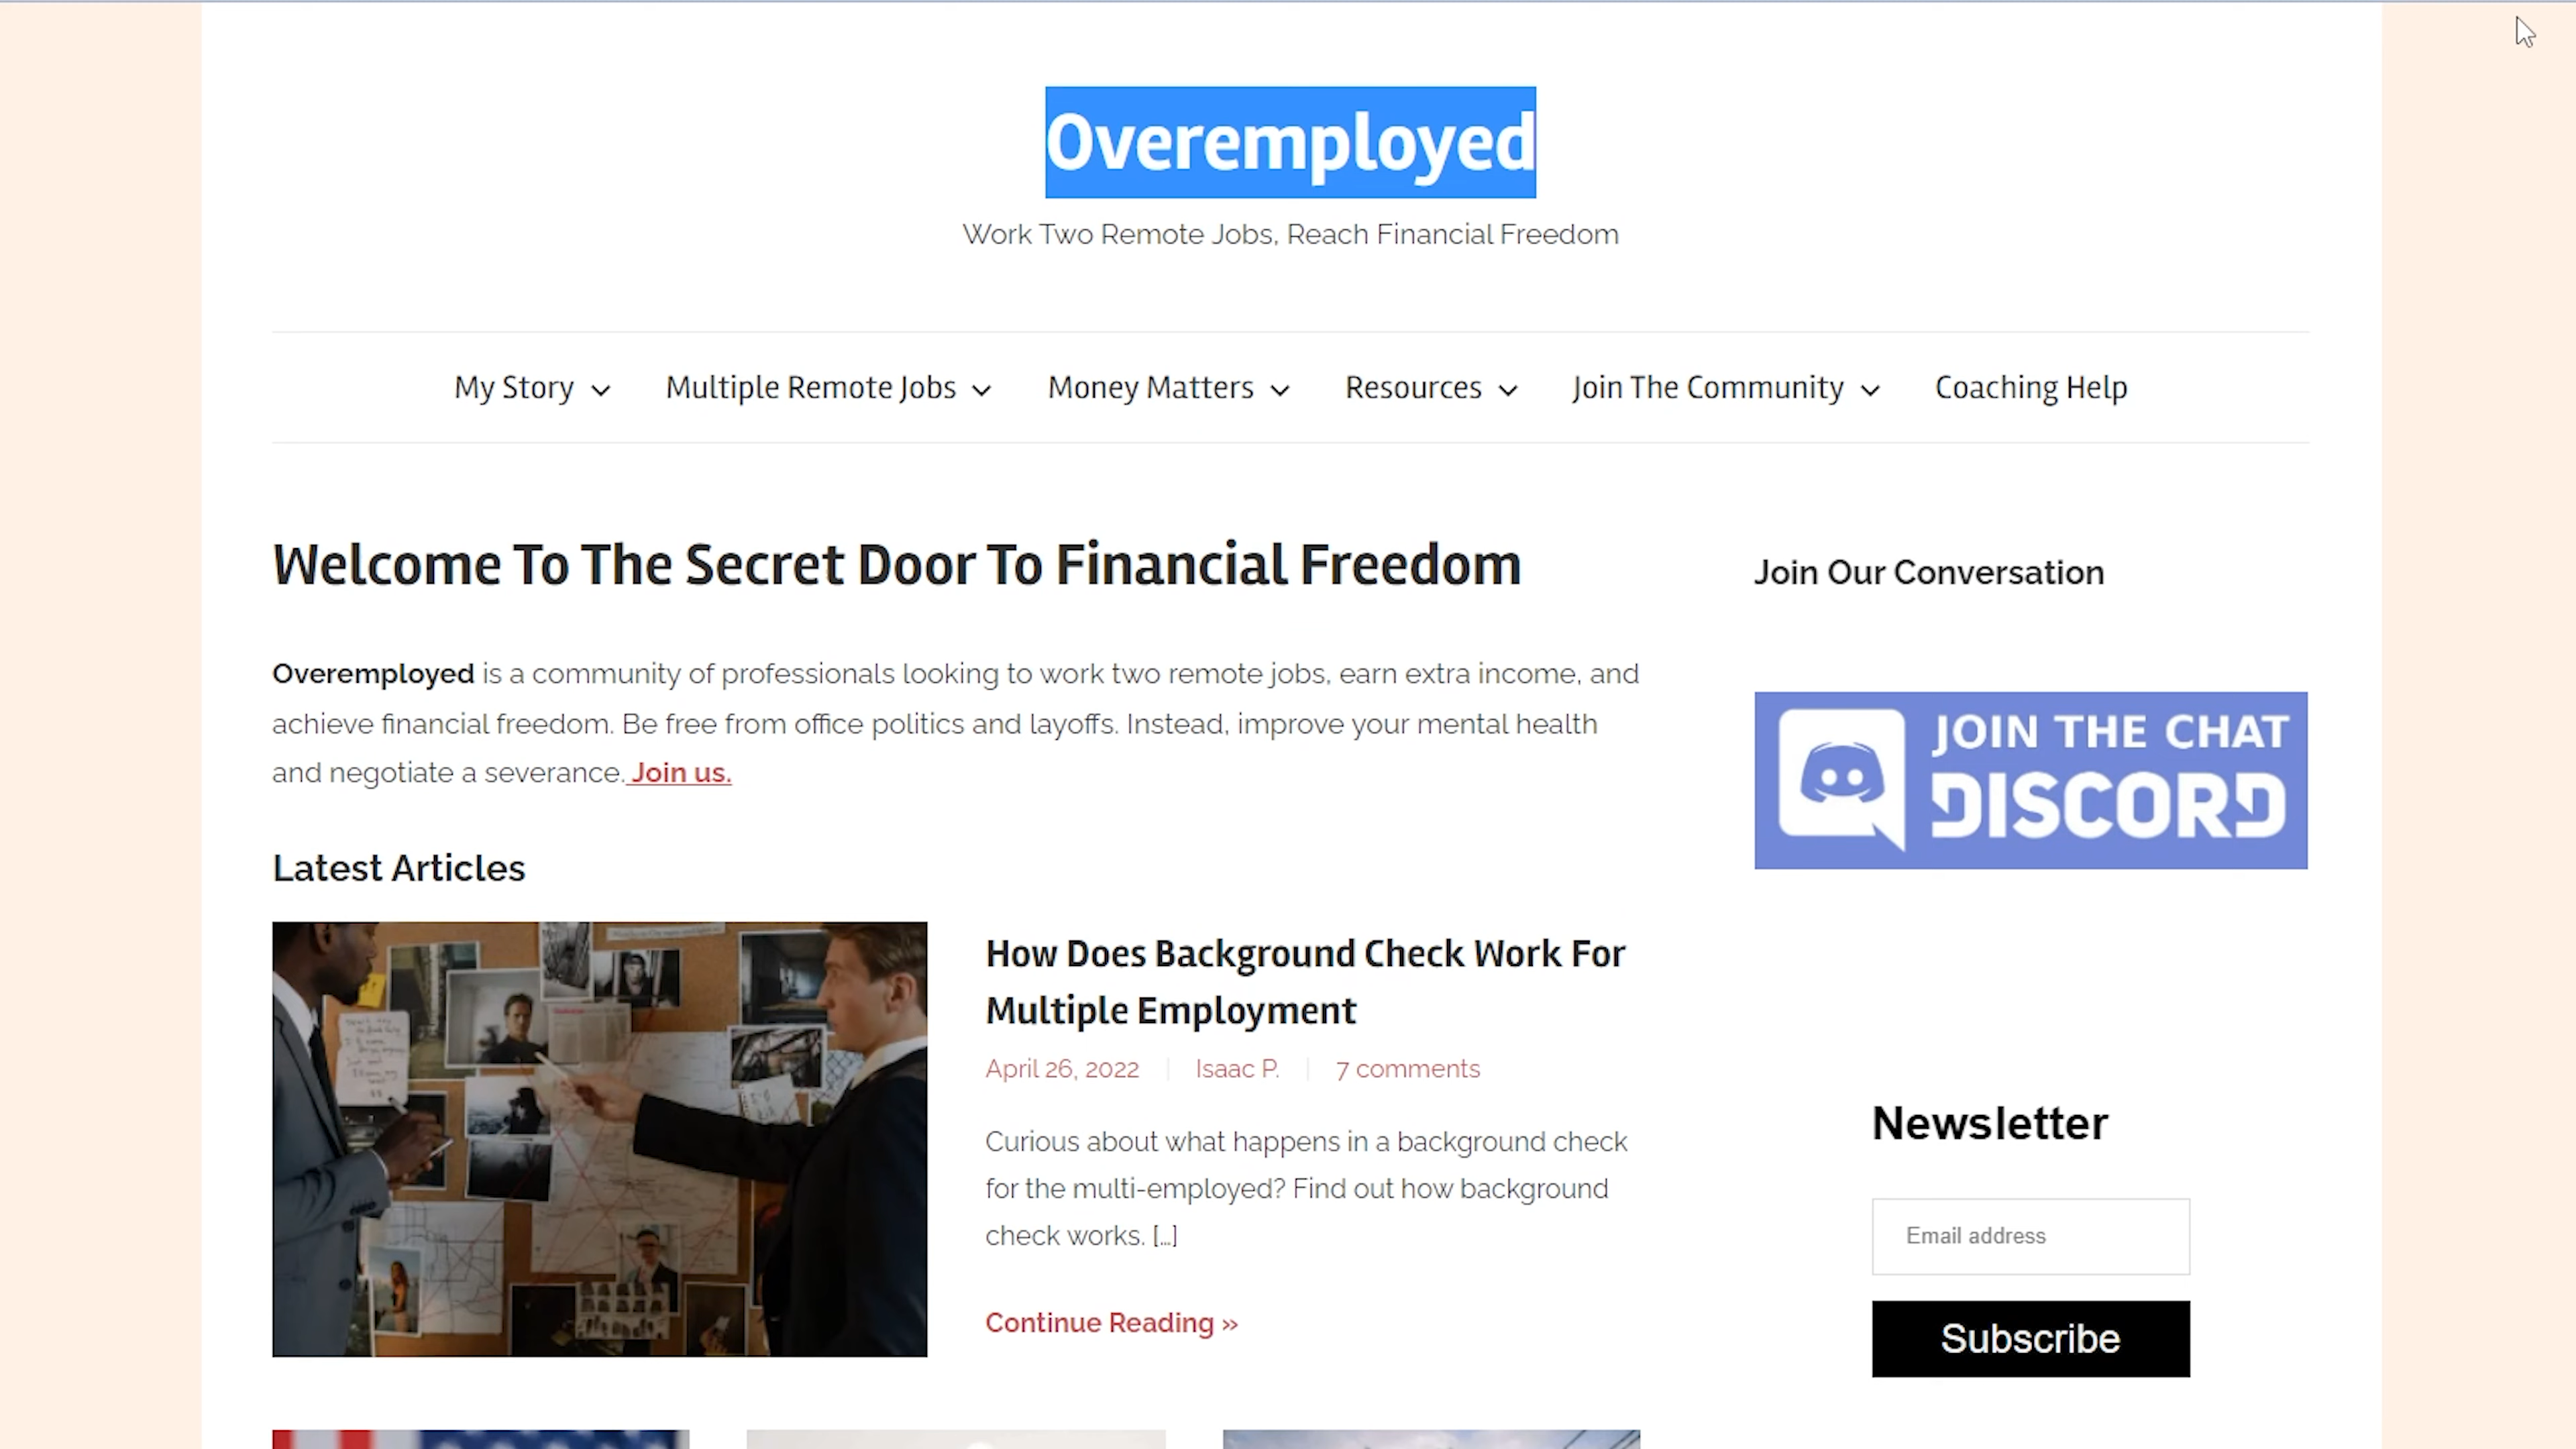 Overemployed
Work Two Remote Jobs, Reach Financial Freedom
My Story
Multiple Remote Jobs
Money Matters
Resources
Join The Community
Coaching Help
Welcome To The Secret Door To Financial Freedom
Overemployed is a community of professionals looking to work two remote jobs, earn extra income, and
achieve financial freedom. Be free from office politics and layoffs. Instead, improve your mental health
and negotiate a severance. Join us.
Latest Articles
How Does Background Check Work For
Multiple Employment
April 26, 2022
Isaac P.
7 comments
Curious about what happens in a background check
for the multi-employed? Find out how background
check works. [...]
Continue Reading »
Join Our Conversation
JOIN THE CHAT
DISCORD
Newsletter
Email address
Subscribe